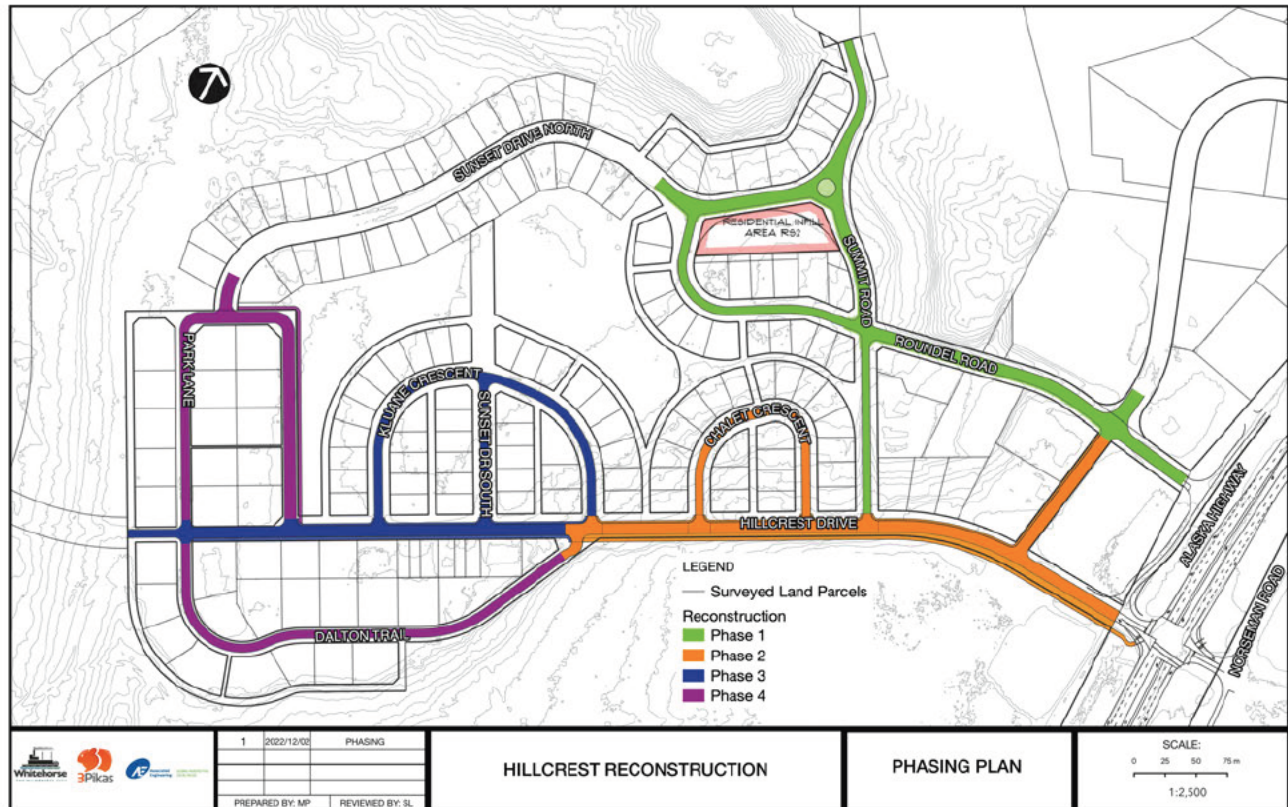 SUNSET DRIVE NORTH
RESIDENTIAL INFILL
AREA RS2
SUMMIT ROAD
ROUNDEL ROAD
PARK LANE
KLUANE CRESCENT
SUNSET DR SOUTH
CHALET CRESCENT
HILLCREST DRIVE
ALASKA HIGHWAY
NORSEMAN ROAD
DALTON TRAIL
LEGEND
Surveyed Land Parcels
Reconstruction
Phase 1
Phase 2
Phase 3
Phase 4
Whitehorse
3Pikas
Associated
Engineering
1 2022/12/02 PHASING
PREPARED BY: MP REVIEWED BY: SL
HILLCREST RECONSTRUCTION
PHASING PLAN
SCALE:
0 25 50 75 m
1:2,500